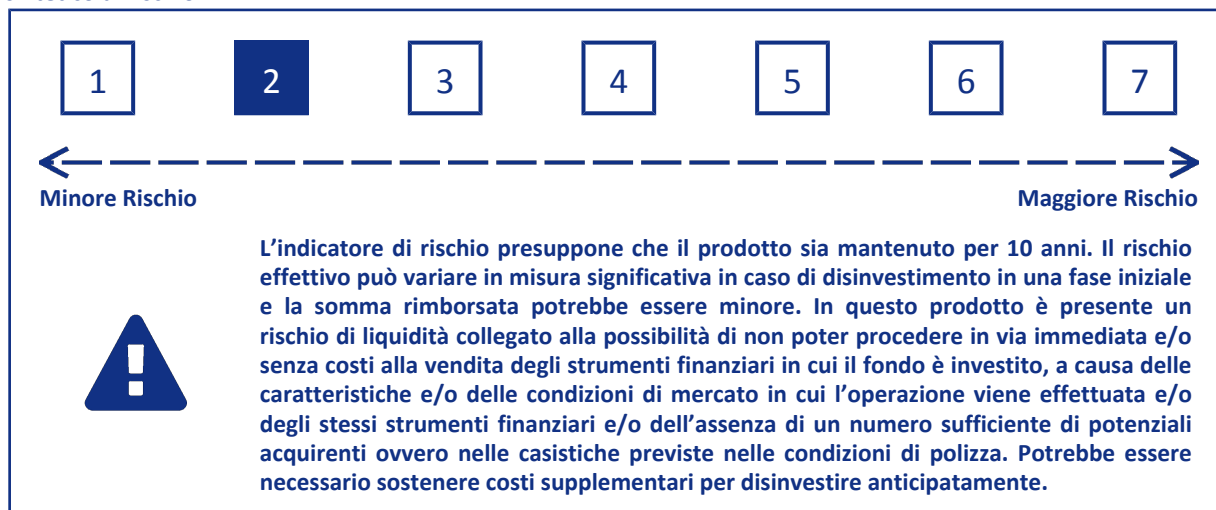 1 2 3 4 5 6 7
Minore Rischio Maggiore Rischio
L'indicatore di rischio presuppone che il prodotto sia mantenuto per 10 anni. Il rischio
effettivo può variare in misura significativa in caso di disinvestimento in una fase iniziale
e la somma rimborsata potrebbe essere minore. In questo prodotto è presente un
rischio di liquidità collegato alla possibilità di non poter procedere in via immediata e/o
senza costi alla vendita degli strumenti finanziari in cui il fondo è investito, a causa delle
caratteristiche e/o delle condizioni di mercato in cui l'operazione viene effettuata e/o
degli stessi strumenti finanziari e/o dell'assenza di un numero sufficiente di potenziali
acquirenti ovvero nelle casistiche previste nelle condizioni di polizza. Potrebbe essere
necessario sostenere costi supplementari per disinvestire anticipatamente.